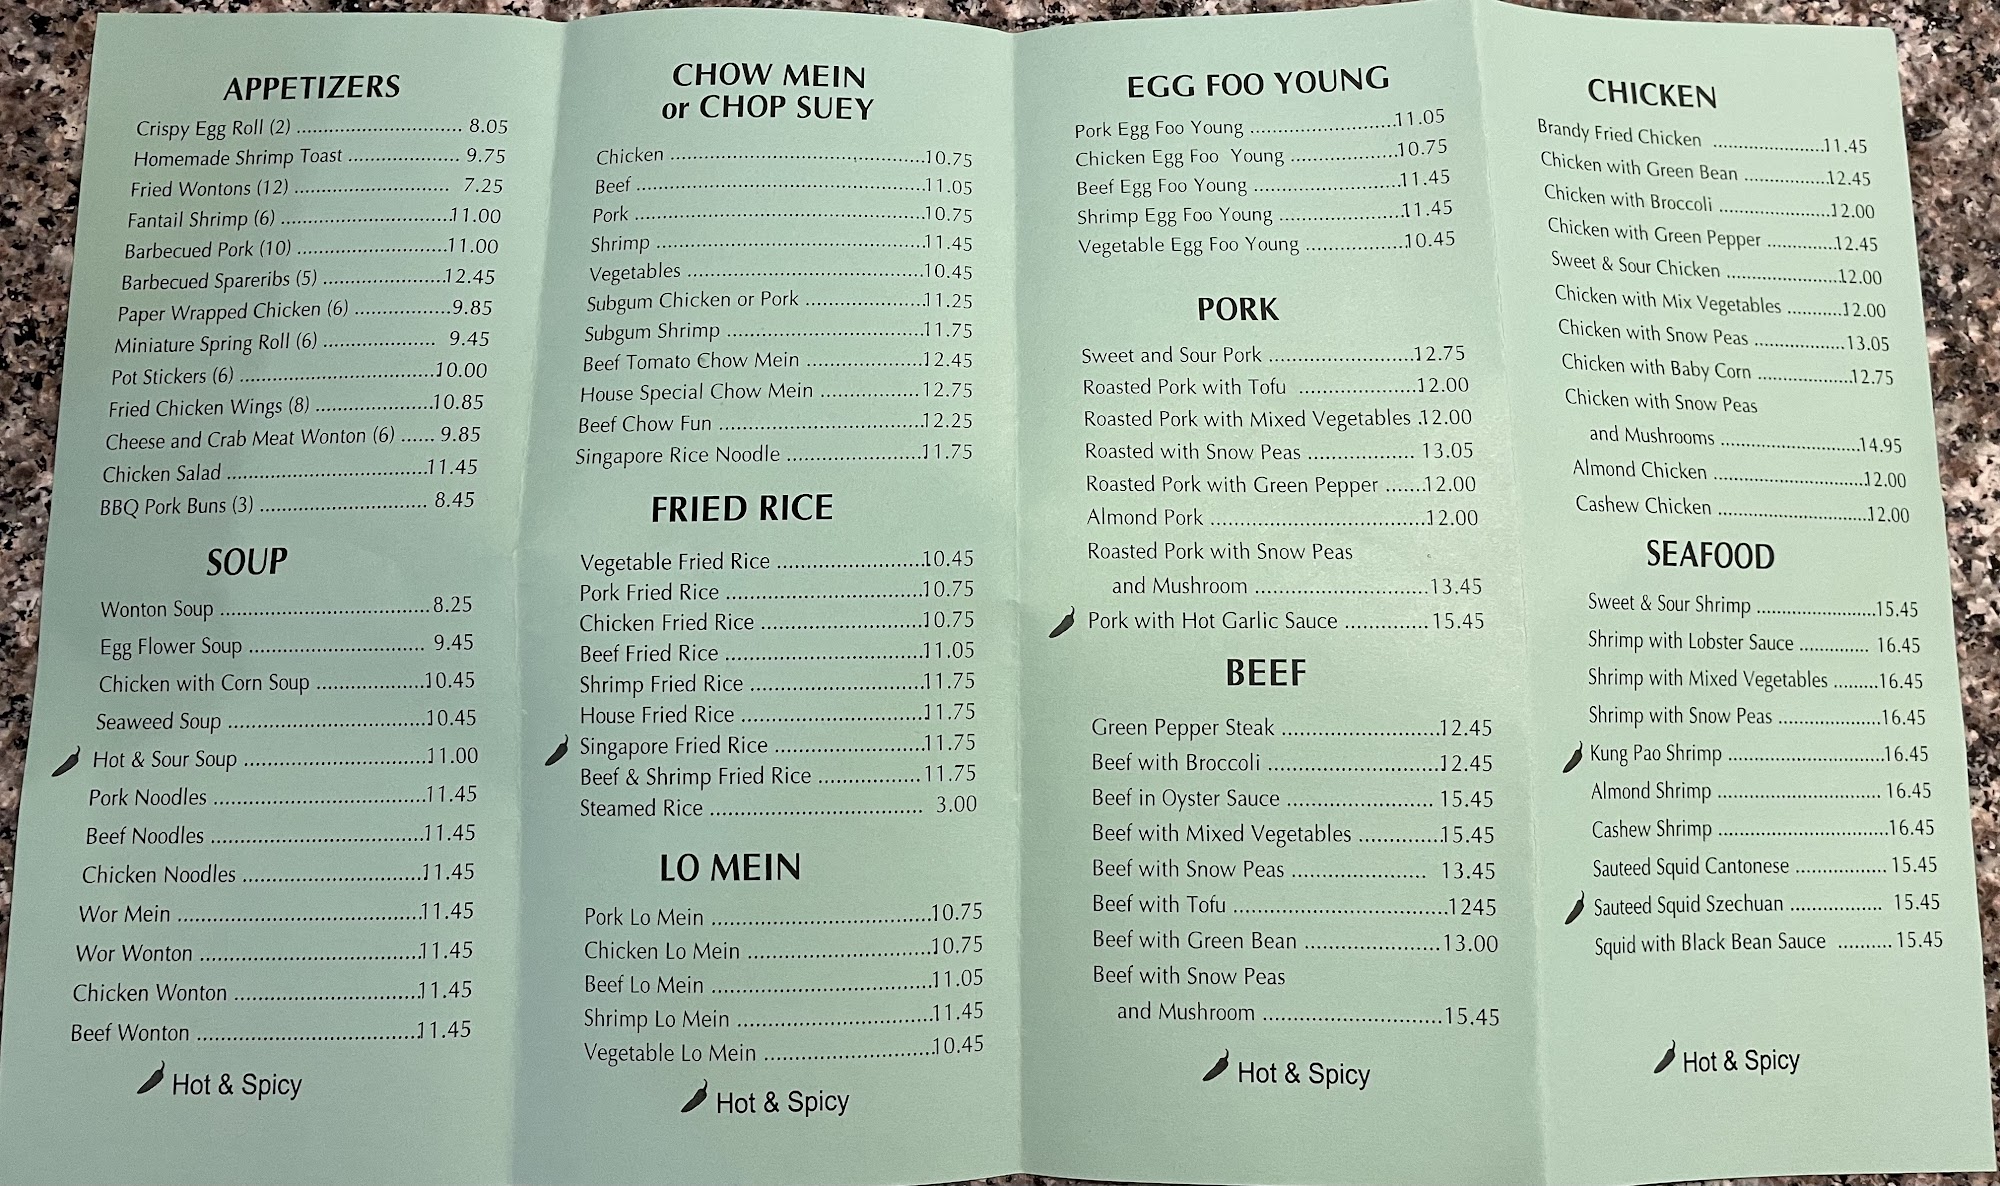 APPETIZERS
Crispy Egg Roll (2) ............................ 8.05
Homemade Shrimp Toast ................... 9.75
Fried Wontons (12) .......................... 7.25
Fantail Shrimp (6) .............................11.00
Barbecued Pork (10) ..........................11.00
Barbecued Spareribs (5) .....................12.45
Paper Wrapped Chicken (6) .................9.85
Miniature Spring Roll (6) ................... 9.45
Pot Stickers (6) ..................................10.00
Fried Chicken Wings (8) ....................10.85
Cheese and Crab Meat Wonton (6) ...... 9.85
Chicken Salad ...................................11.45
BBQ Pork Buns (3) ............................. 8.45
SOUP
Wonton Soup ...................................8.25
Egg Flower Soup .............................. 9.45
Chicken with Corn Soup ...................10.45
Seaweed Soup .................................10.45
Hot & Sour Soup ..............................11.00
Pork Noodles ...................................11.45
Beef Noodles ...................................11.45
Chicken Noodles ..............................11.45
Wor Mein ........................................11.45
Wor Wonton ....................................11.45
Chicken Wonton ...............................11.45
Beef Wonton ....................................11.45
Hot & Spicy
CHOW MEIN
or CHOP SUEY
Chicken ...........................................10.75
Beef ................................................11.05
Pork ................................................10.75
Shrimp .............................................11.45
Vegetables .......................................10.45
Subgum Chicken or Pork ....................11.25
Subgum Shrimp .................................11.75
Beef Tomato Chow Mein ...................12.45
House Special Chow Mein ................12.75
Beef Chow Fun .................................12.25
Singapore Rice Noodle ......................11.75
FRIED RICE
Vegetable Fried Rice ........................10.45
Pork Fried Rice .................................10.75
Chicken Fried Rice ...........................10.75
Beef Fried Rice .................................11.05
Shrimp Fried Rice .............................11.75
House Fried Rice ..............................11.75
Singapore Fried Rice .........................11.75
Beef & Shrimp Fried Rice .................11.75
Steamed Rice ................................... 3.00
LO MEIN
Pork Lo Mein ...................................10.75
Chicken Lo Mein ..............................10.75
Beef Lo Mein ...................................11.05
Shrimp Lo Mein ...............................11.45
Vegetable Lo Mein ...........................10.45
Hot & Spicy
EGG FOO YOUNG
Pork Egg Foo Young ........................11.05
Chicken Egg Foo Young ..................10.75
Beef Egg Foo Young ........................11.45
Shrimp Egg Foo Young .....................11.45
Vegetable Egg Foo Young ................10.45
PORK
Sweet and Sour Pork ........................12.75
Roasted Pork with Tofu ....................12.00
Roasted Pork with Mixed Vegetables .12.00
Roasted with Snow Peas .................. 13.05
Roasted Pork with Green Pepper .......12.00
Almond Pork ....................................12.00
Roasted Pork with Snow Peas
and Mushroom .............................13.45
Pork with Hot Garlic Sauce .............. 15.45
BEEF
Green Pepper Steak ..........................12.45
Beef with Broccoli .............................12.45
Beef in Oyster Sauce ........................ 15.45
Beef with Mixed Vegetables ..............15.45
Beef with Snow Peas ....................... 13.45
Beef with Tofu ...................................1245
Beef with Green Bean .......................13.00
Beef with Snow Peas
and Mushroom .............................15.45
Hot & Spicy
CHICKEN
Brandy Fried Chicken ....................11.45
Chicken with Green Bean ...............12.45
Chicken with Broccoli ....................12.00
Chicken with Green Pepper ............12.45
Sweet & Sour Chicken ....................12.00
Chicken with Mix Vegetables ..........12.00
Chicken with Snow Peas .................13.05
Chicken with Baby Corn .................12.75
Chicken with Snow Peas
and Mushrooms .........................14.95
Almond Chicken ............................12.00
Cashew Chicken ............................12.00
SEAFOOD
Sweet & Sour Shrimp ......................15.45
Shrimp with Lobster Sauce ............. 16.45
Shrimp with Mixed Vegetables .........16.45
Shrimp with Snow Peas ...................16.45
Kung Pao Shrimp .............................16.45
Almond Shrimp .............................. 16.45
Cashew Shrimp ...............................16.45
Sauteed Squid Cantonese ................. 15.45
Sauteed Squid Szechuan ................. 15.45
Squid with Black Bean Sauce .......... 15.45
Hot & Spicy